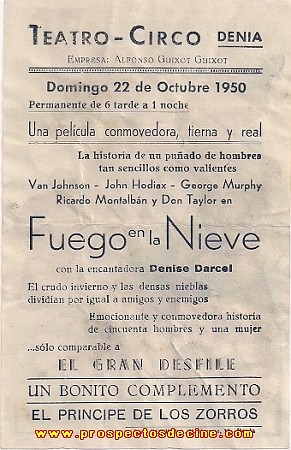 TEATRO-CIRCO DENIA
EMPRESA: ALFONSO GUIXOT GUIXOT
Domingo 22 de Octubre 1950
Permanente de 6 tarde a 1 noche
Una película conmovedora, tierna y real
La historia de un puñado de hombres
tan sencillos como valientes
Van Johnson - John Hodiax - George Murphy
Ricardo Montalbán y Don Taylor en
Fuego en la Nieve
con la encantadora Denise Darcel
El crudo invierno y las densas nieblas
dividían por igual a amigos y enemigos
Emocionante y conmovedora historia
de cincuenta hombres y una mujer
...sólo comparable a
EL GRAN DESFILE
UN BONITO COMPLEMENTO
EL PRINCIPE DE LOS ZORROS
www.prospectosdecine.com